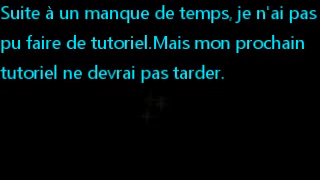 Suite à un manque de temps, je n'ai pas
pu faire de tutoriel.Mais mon prochain
tutoriel ne devrai pas tarder.